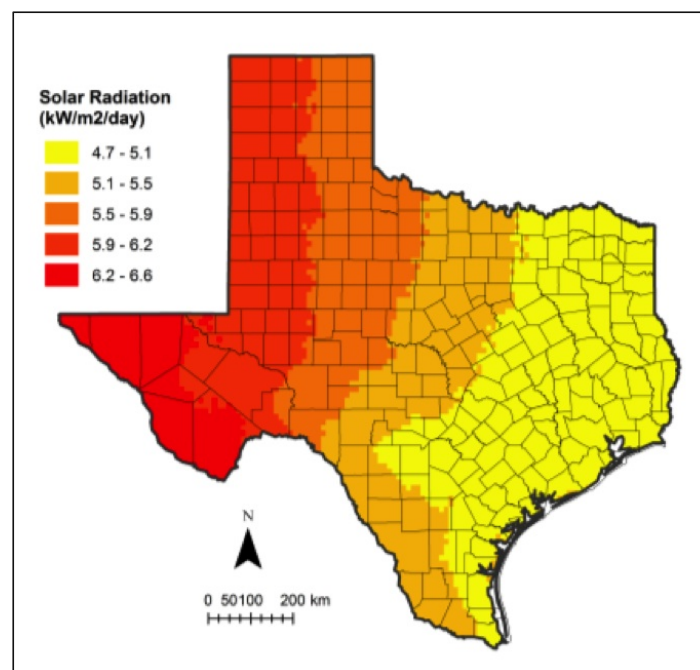 Solar Radiation
(kW/m2/day)
4.7 - 5.1
5.1 - 5.5
5.5 - 5.9
5.9 - 6.2
6.2 - 6.6
N
0 50100 200 km